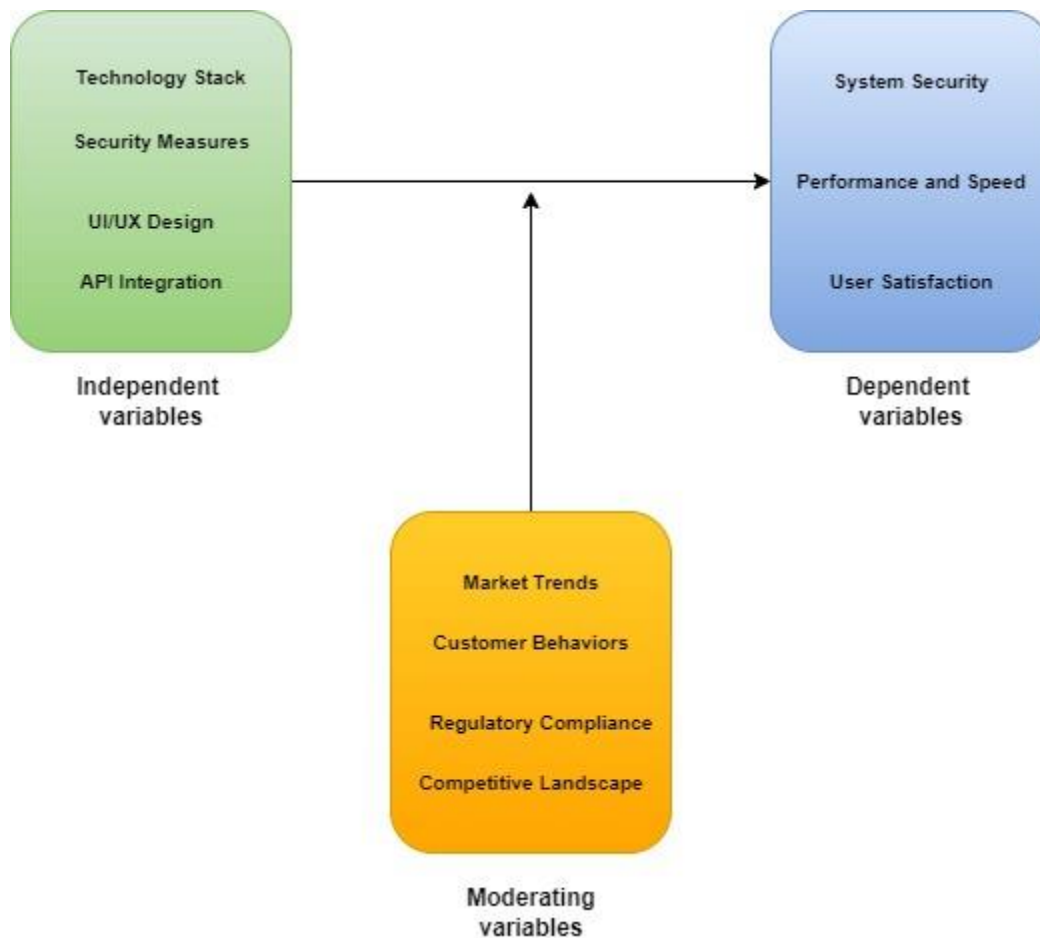 Technology Stack
Security Measures
UI/UX Design
API Integration
Independent
variables
System Security
Performance and Speed
User Satisfaction
Dependent
variables
Market Trends
Customer Behaviors
Regulatory Compliance
Competitive Landscape
Moderating
variables